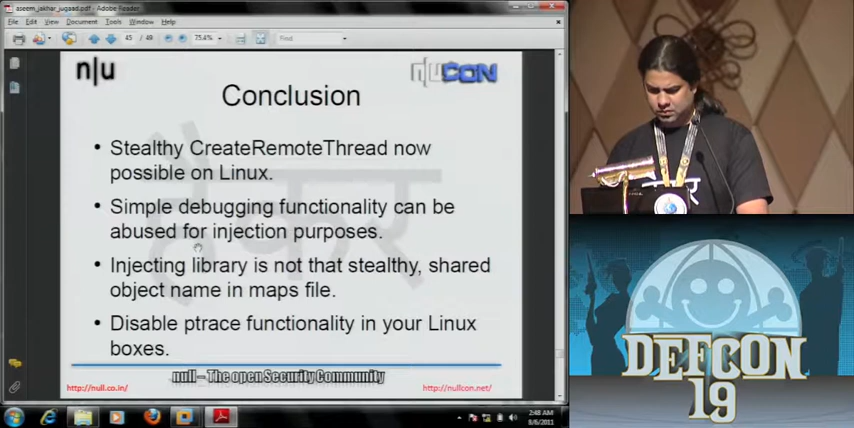 aseem_jakhar_jugaad.pdf - Adobe Reader
File Edit View Document Tools Window Help
45 / 49 75.4% Find
n|u
n|uCON
Conclusion
• Stealthy CreateRemoteThread now
possible on Linux.
• Simple debugging functionality can be
abused for injection purposes.
• Injecting library is not that stealthy, shared
object name in maps file.
• Disable ptrace functionality in your Linux
boxes.
null – The open Security Community
http://null.co.in/ http://nullcon.net/
2:48 AM
8/6/2011
DEFCON
19